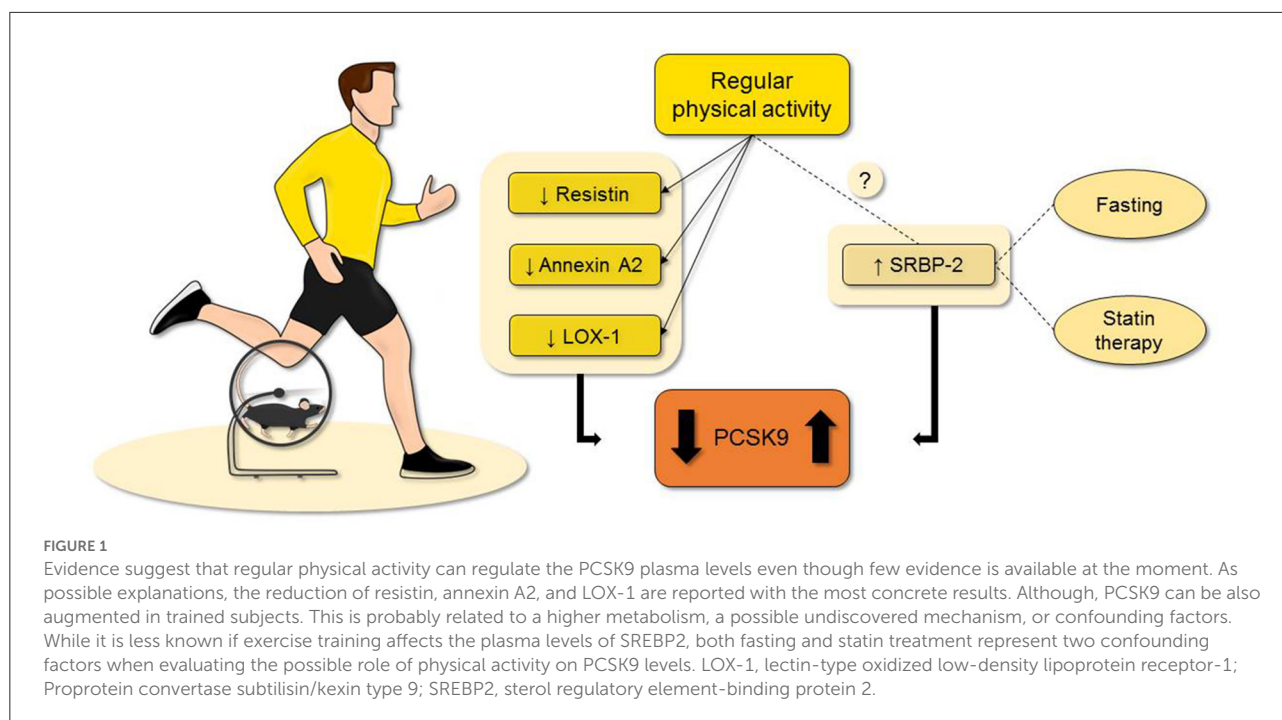 Regular
physical activity
?
↓ Resistin
Fasting
↓ Annexin A2
↑ SRBP-2
↓ LOX-1
Statin
therapy
PCSK9
FIGURE 1
Evidence suggest that regular physical activity can regulate the PCSK9 plasma levels even though few evidence is available at the moment. As
possible explanations, the reduction of resistin, annexin A2, and LOX-1 are reported with the most concrete results. Although, PCSK9 can be also
augmented in trained subjects. This is probably related to a higher metabolism, a possible undiscovered mechanism, or confounding factors.
While it is less known if exercise training affects the plasma levels of SREBP2, both fasting and statin treatment represent two confounding
factors when evaluating the possible role of physical activity on PCSK9 levels. LOX-1, lectin-type oxidized low-density lipoprotein receptor-1;
Proprotein convertase subtilisin/kexin type 9; SREBP2, sterol regulatory element-binding protein 2.